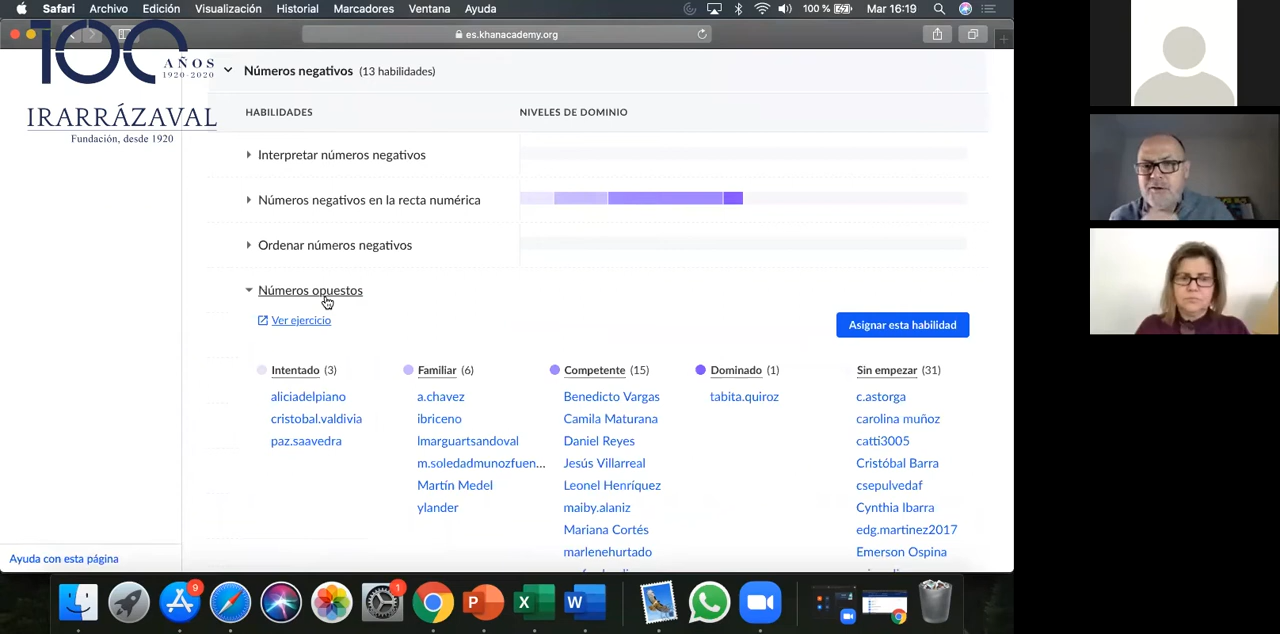 Safari Archivo Edición Visualización Historial Marcadores Ventana Ayuda 100 % Mar 16:19
es.khanacademy.org
100 AÑOS
1920-2020
IRARRÁZAVAL
Fundación, desde 1920
Números negativos (13 habilidades)
HABILIDADES NIVELES DE DOMINIO
Interpretar números negativos
Números negativos en la recta numérica
Ordenar números negativos
Números opuestos
Ver ejercicio
Asignar esta habilidad
Intentado (3) Familiar (6) Competente (15) Dominado (1) Sin empezar (31)
aliciadelpiano a.chavez Benedicto Vargas tabita.quiroz c.astorga
cristobal.valdivia ibriceno Camila Maturana carolina muñoz
paz.saavedra lmarguartsandoval Daniel Reyes catti3005
m.soledadmunozfuen... Jesús Villarreal Cristóbal Barra
Martín Medel Leonel Henríquez csepulvedaf
ylander maiby.alaniz Cynthia Ibarra
Mariana Cortés edg.martinez2017
marlenehurtado Emerson Ospina
Ayuda con esta página
9
1
P
X
W